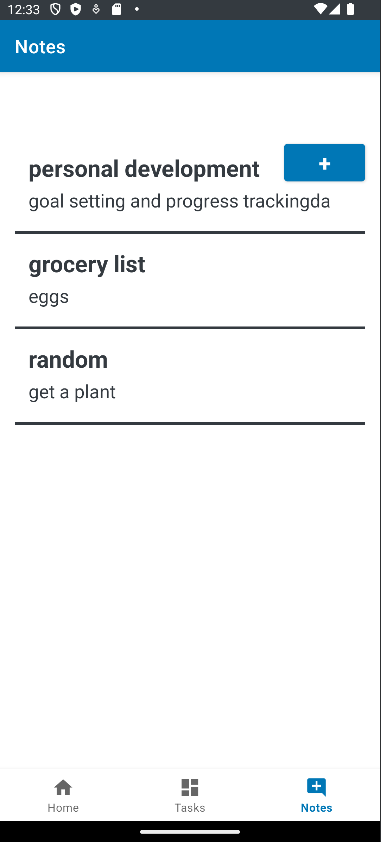 12:33
Notes
+
personal development
goal setting and progress trackingda
grocery list
eggs
random
get a plant
Home
Tasks
Notes